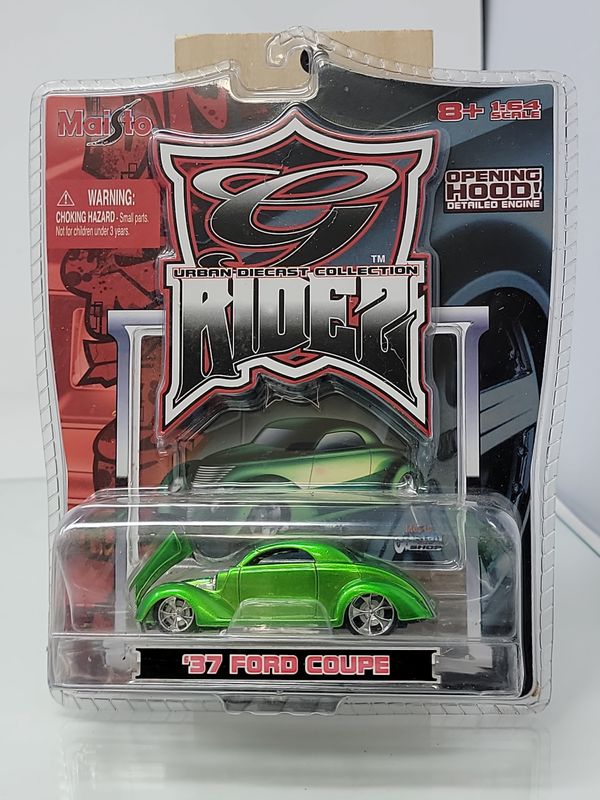 Maisto
8+ 1:64
SCALE
WARNING:
CHOKING HAZARD - Small parts.
Not for children under 3 years.
OPENING
HOOD!
DETAILED ENGINE
G
TM
URBAN DIECAST COLLECTION
RIDEZ
SHOP
'37 FORD COUPE